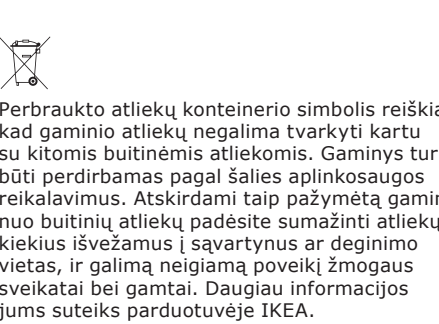 Perbraukto atliekų konteinerio simbolis reiškia
kad gaminio atliekų negalima tvarkyti kartu
su kitomis buitinėmis atliekomis. Gaminys tur
būti perdirbamas pagal šalies aplinkosaugos
reikalavimus. Atskirdami taip pažymėtą gamin
nuo buitinių atliekų padėsite sumažinti atliekų
kiekius išvežamus į sąvartynus ar deginimo
vietas, ir galimą neigiamą poveikį žmogaus
sveikatai bei gamtai. Daugiau informacijos
jums suteiks parduotuvėje IKEA.